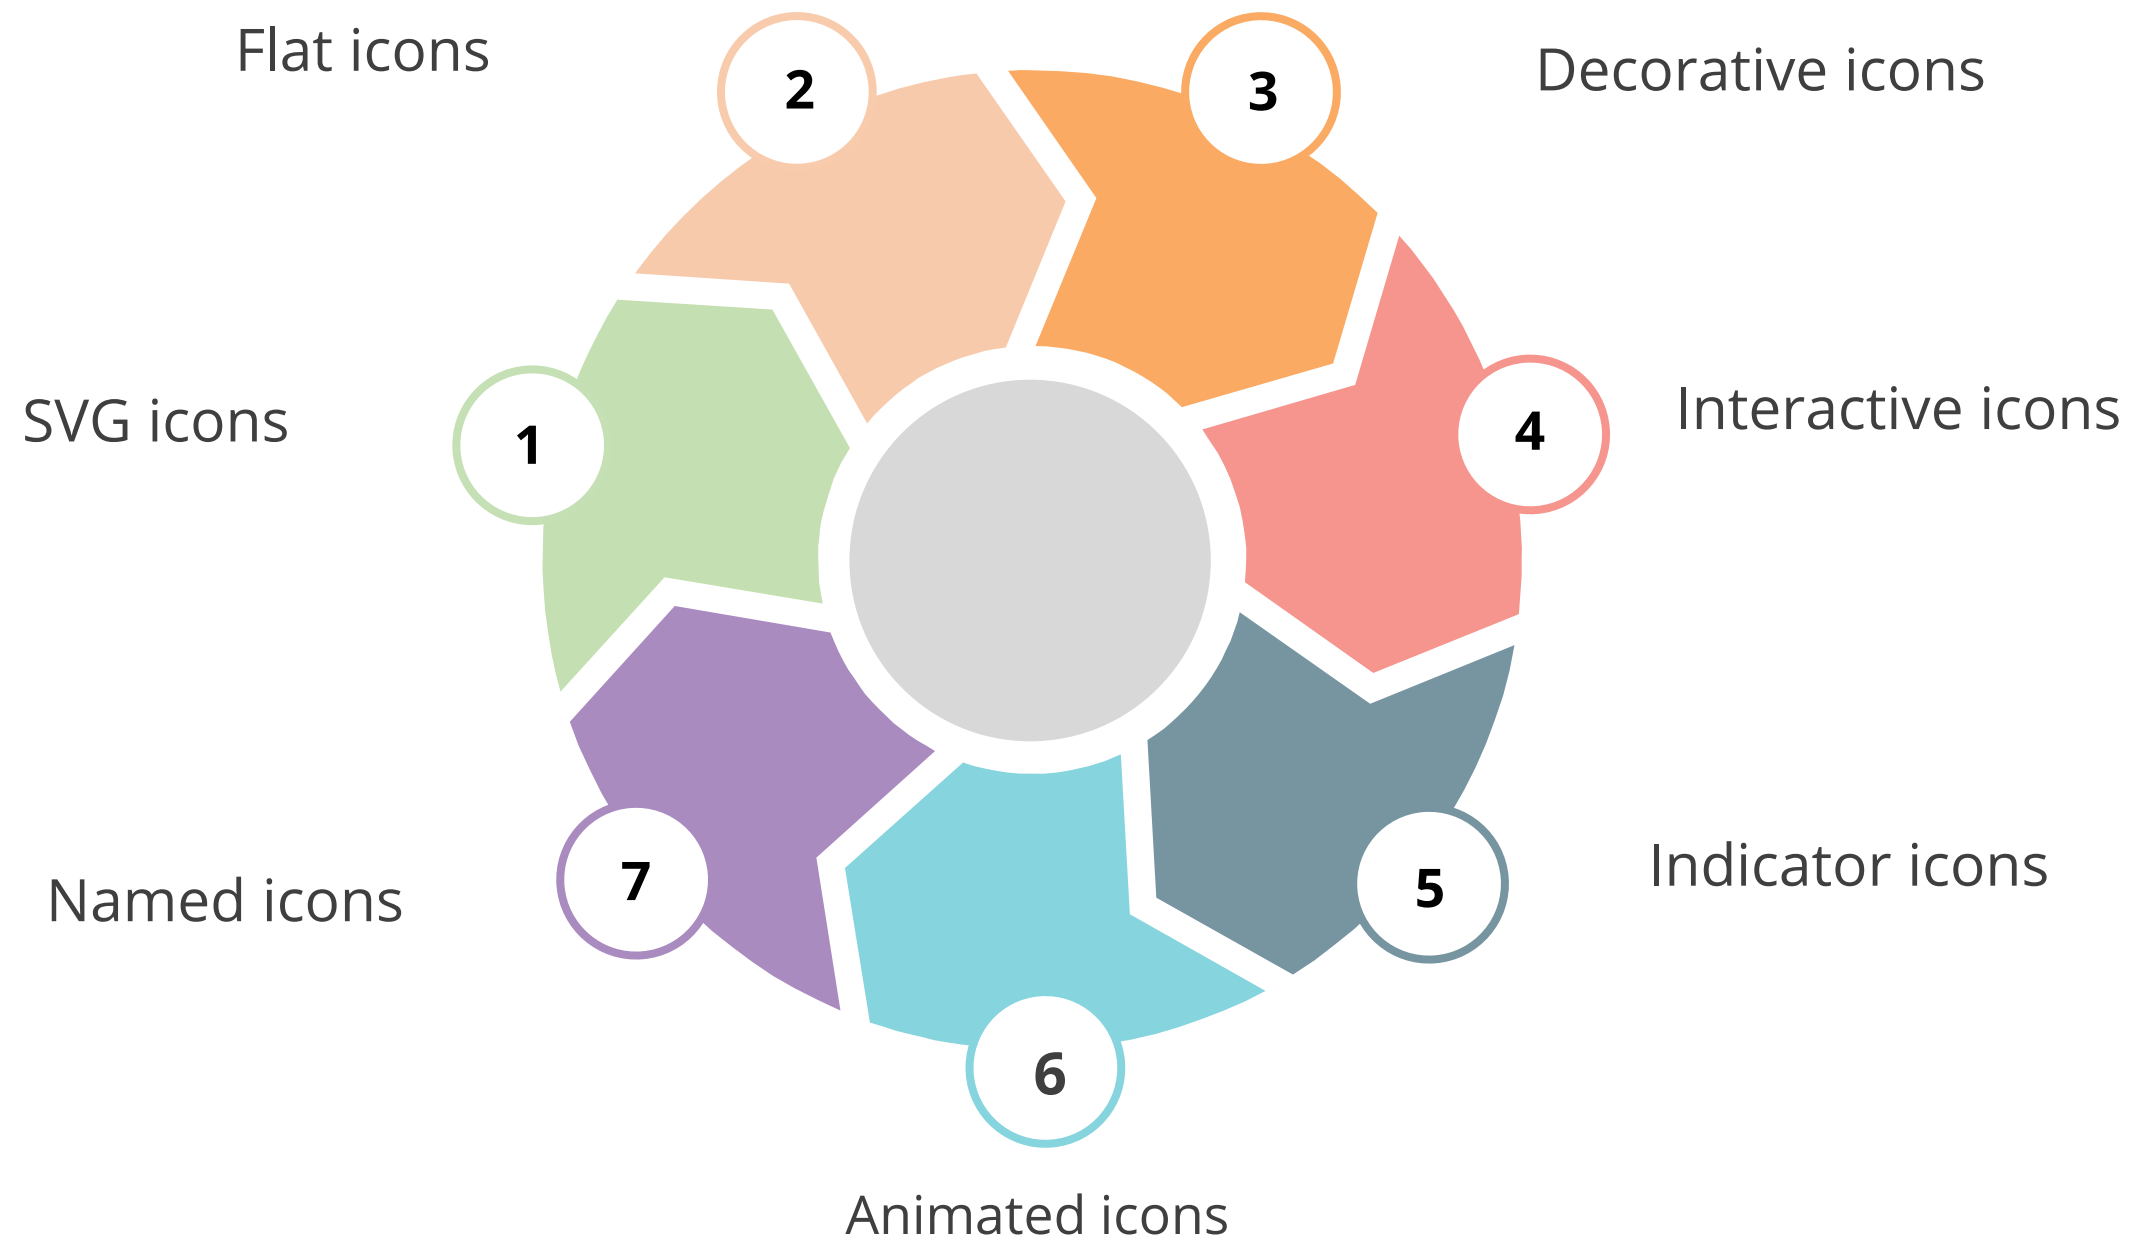 Flat icons
2
3
Decorative icons
SVG icons
1
4
Interactive icons
Named icons
7
5
Indicator icons
6
Animated icons